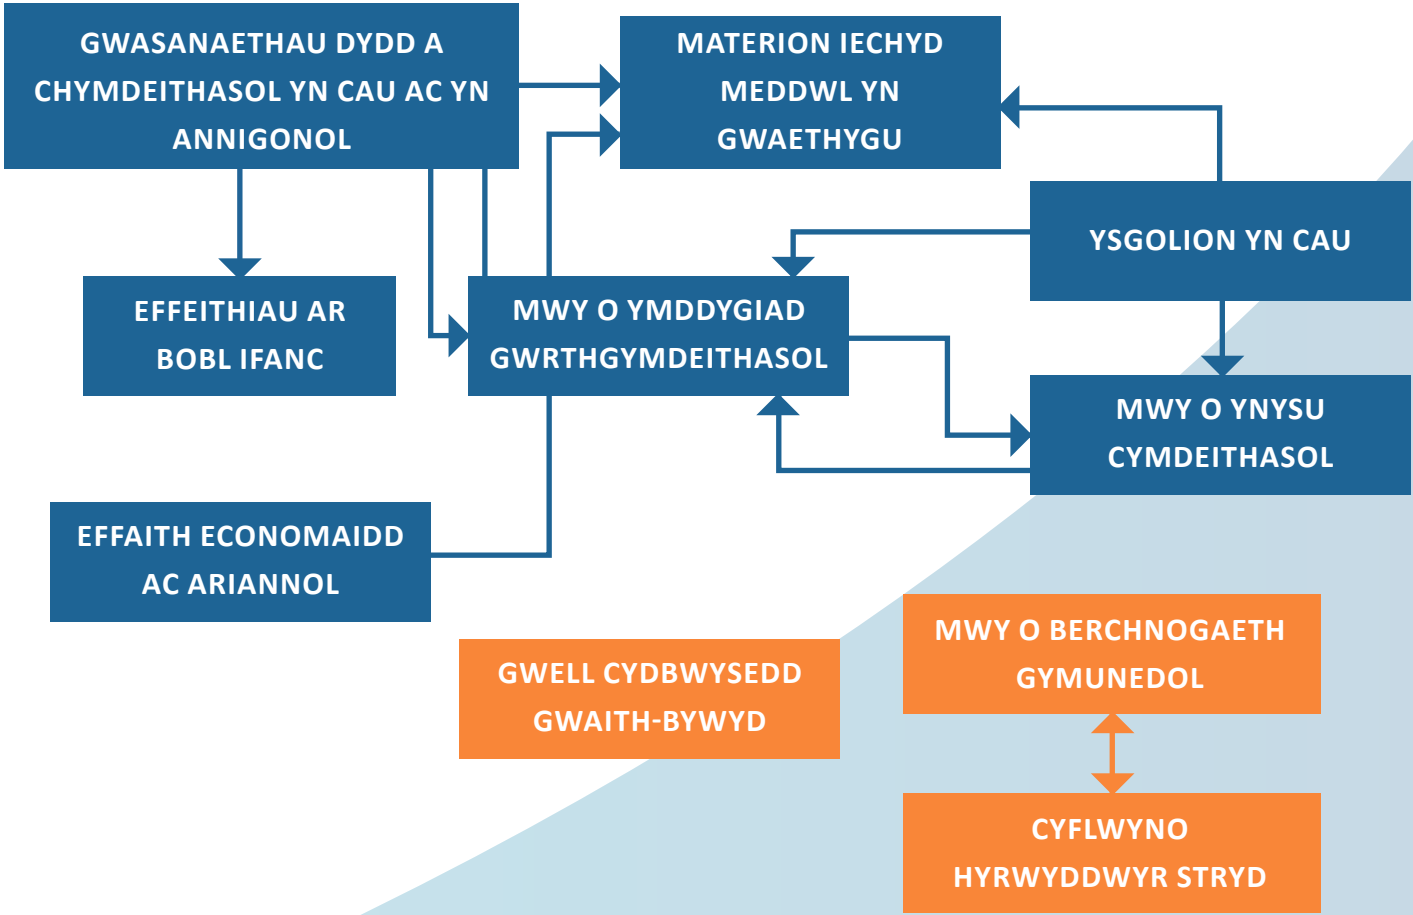 GWASANAETHAU DYDD A
CHYMDEITHASOL YN CAU AC YN
ANNIGONOL
MATERION IECHYD
MEDDWL YN
GWAETHYGU
YSGOLION YN CAU
EFFEITHIAU AR
BOBL IFANC
MWY O YMDDYGIAD
GWRTHGYMDEITHASOL
MWY O YNYSU
CYMDEITHASOL
EFFAITH ECONOMAIDD
AC ARIANNOL
GWELL CYDBWYSEDD
GWAITH-BYWYD
MWY O BERCHNOGAETH
GYMUNEDOL
CYFLWYNO
HYRWYDDWYR STRYD